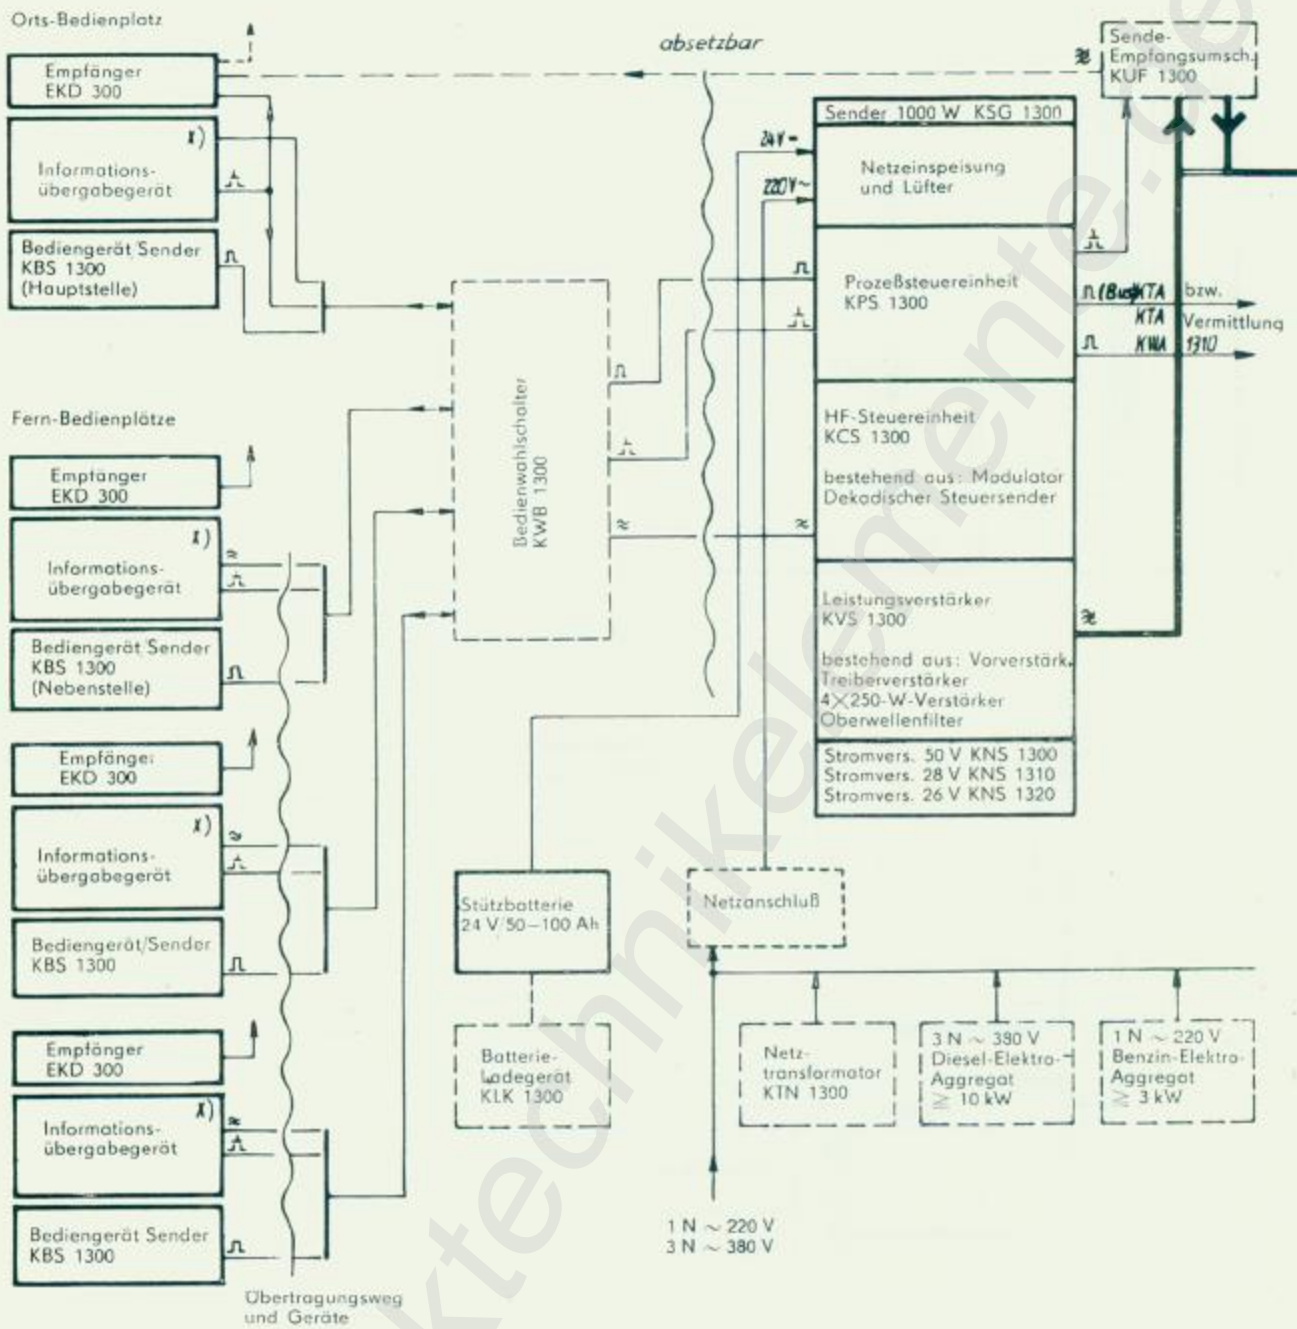 Orts-Bedienplatz
Empfänger
EKD 300
x)
Informations-
übergabegerät
Bediengerät Sender
KBS 1300
(Hauptstelle)
Fern-Bedienplätze
Empfänger
EKD 300
x)
Informations-
übergabegerät
Bediengerät Sender
KBS 1300
(Nebenstelle)
Empfänger
EKD 300
x)
Informations-
übergabegerät
Bediengerät/Sender
KBS 1300
Empfänger
EKD 300
x)
Informations-
übergabegerät
Bediengerät Sender
KBS 1300
Übertragungsweg
und Geräte
absetzbar
Bedienwahlschalter
KWB 1300
24V-
220V~
Sender 1000 W KSG 1300
Netzeinspeisung
und Lüfter
Prozeßsteuereinheit
KPS 1300
HF-Steuereinheit
KCS 1300
bestehend aus: Modulator
Dekadischer Steuersender
Leistungsverstärker
KVS 1300
bestehend aus: Vorverstärk.
Treiberverstärker
4×250-W-Verstärker
Oberwellenfilter
Stromvers. 50 V KNS 1300
Stromvers. 28 V KNS 1310
Stromvers. 26 V KNS 1320
Sende-
Empfangsumsch.
KUF 1300
(Bus) KTA bzw.
KTA Vermittlung
KWA 1310
Stützbatterie
24 V/50–100 Ah
Batterie-
Ladegerät
KLK 1300
Netzanschluß
Netz-
transformator
KTN 1300
3 N ~ 380 V
Diesel-Elektro-
Aggregat
≧ 10 kW
1 N ~ 220 V
Benzin-Elektro-
Aggregat
≧ 3 kW
1 N ~ 220 V
3 N ~ 380 V
ktechnikelemente.de